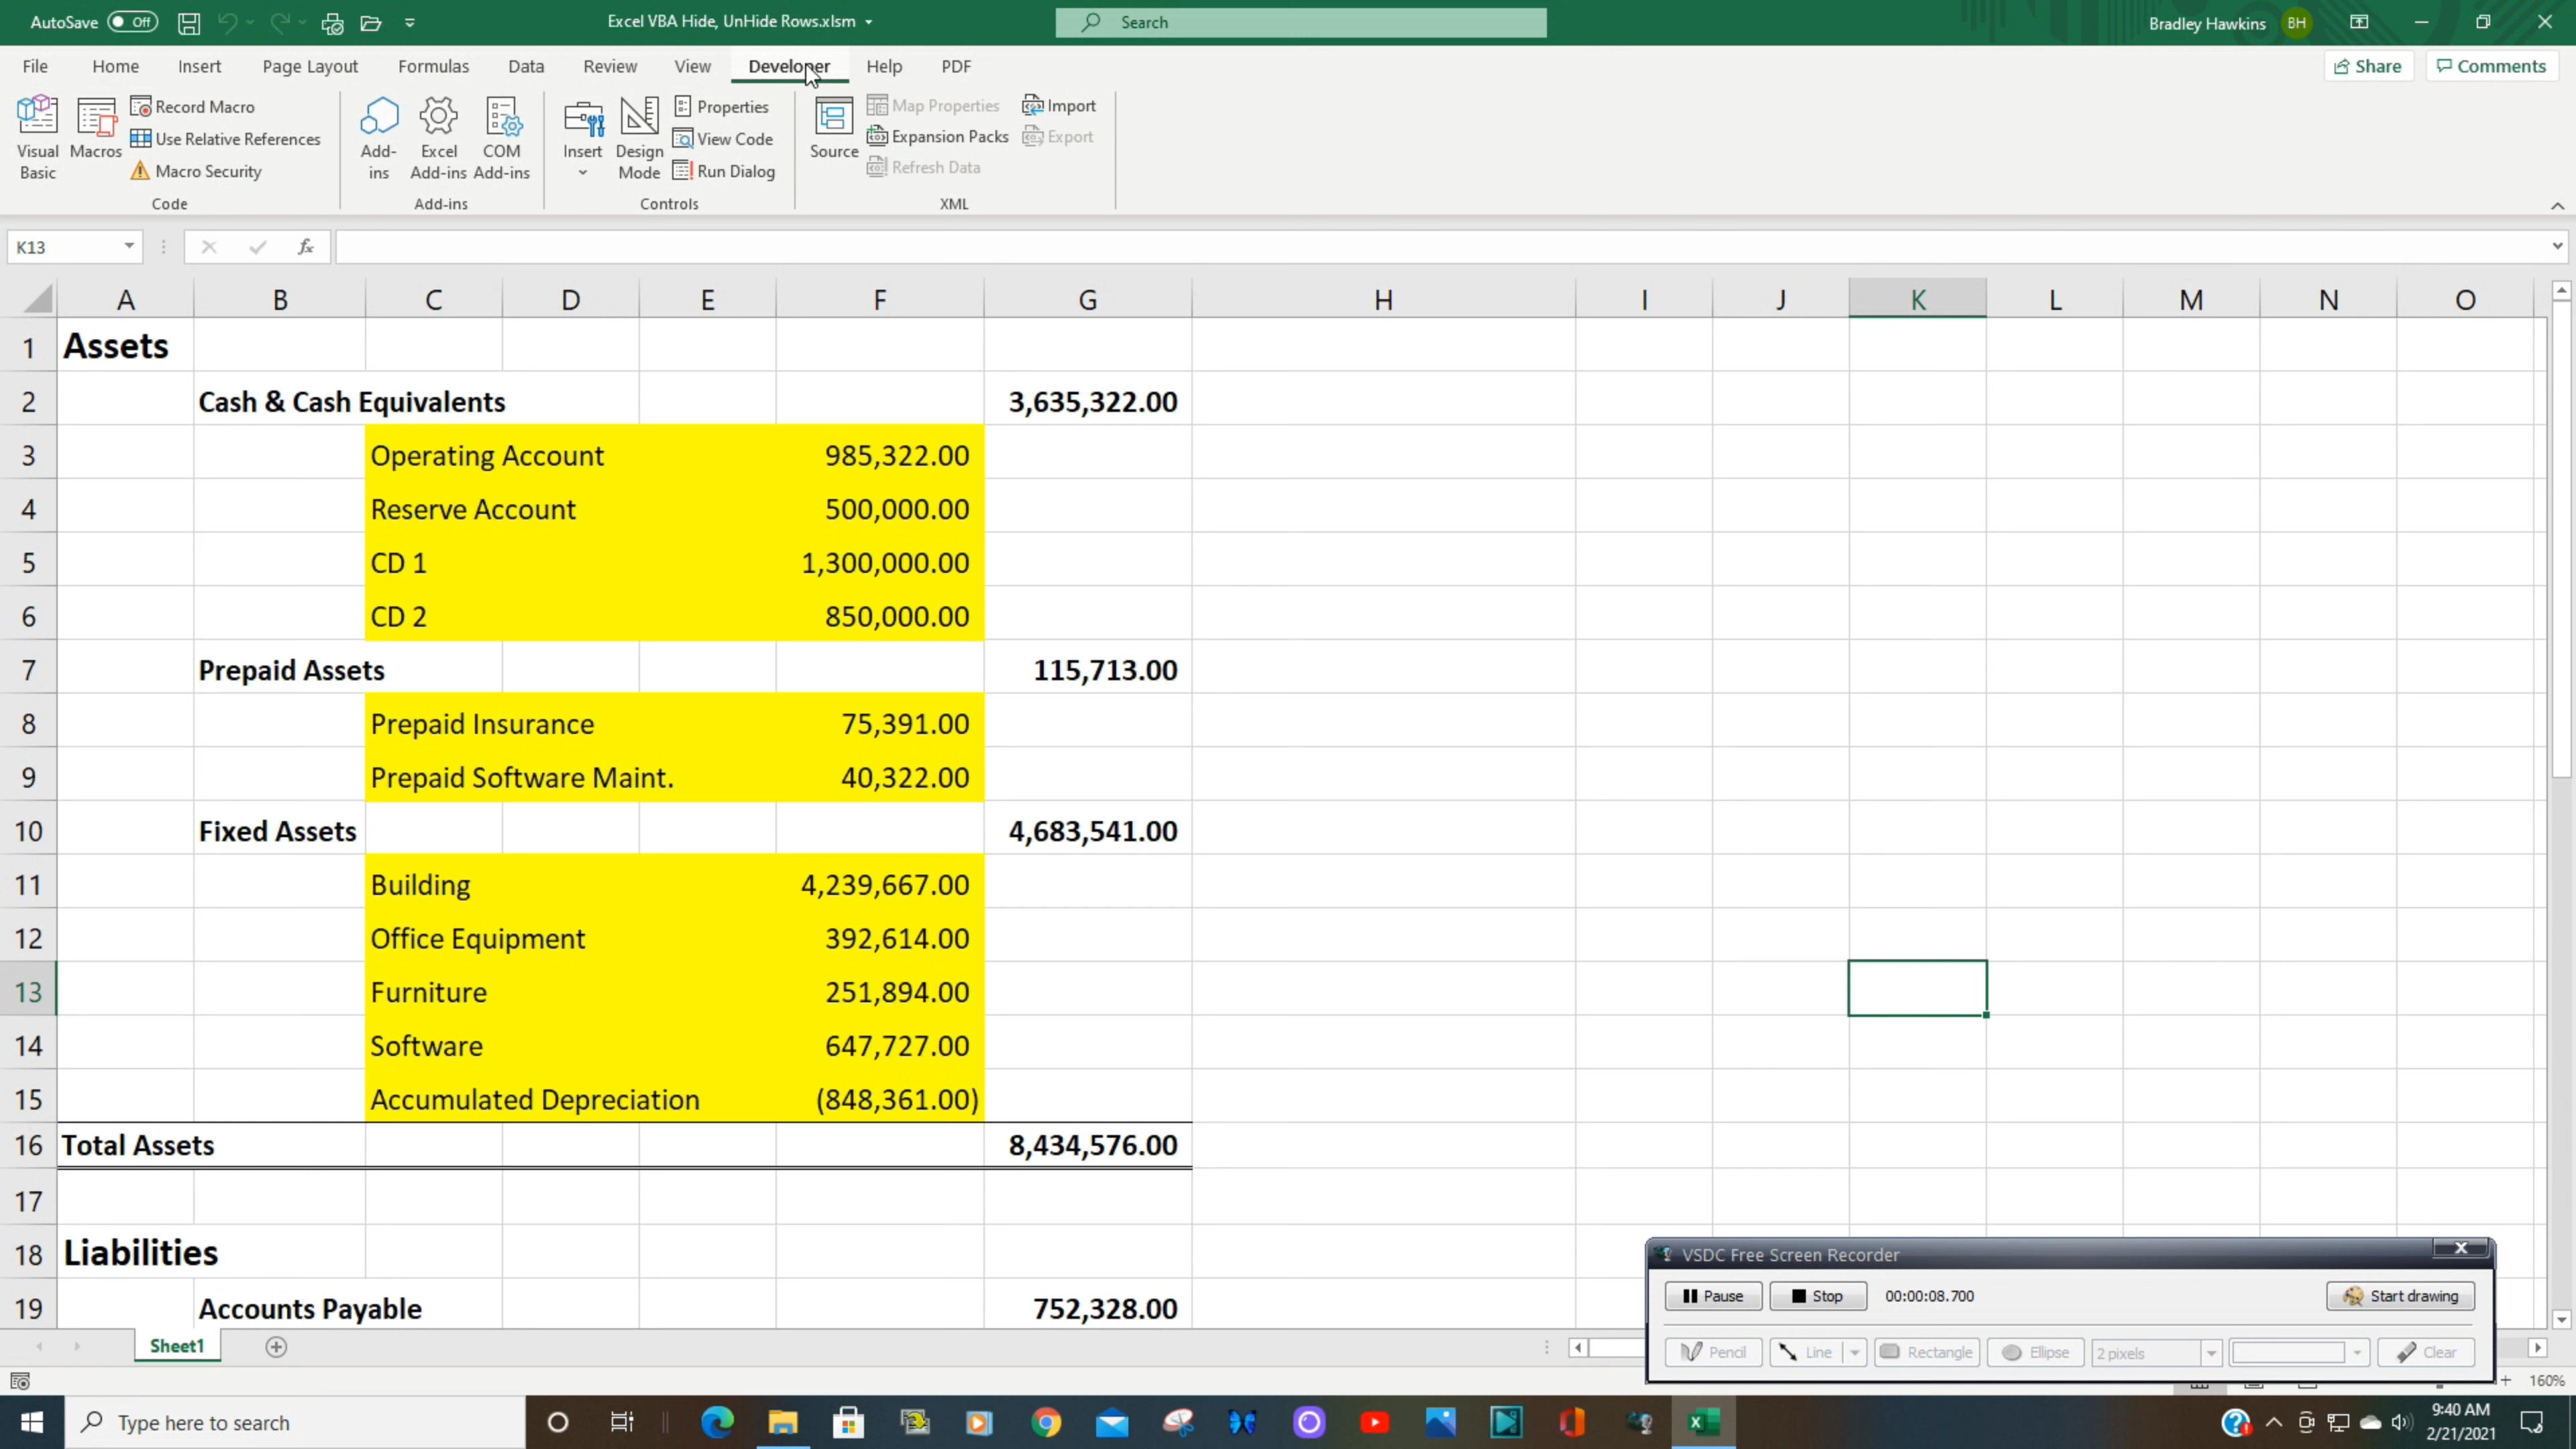 AutoSave Off Excel VBA Hide, UnHide Rows.xlsm Search Bradley Hawkins BH
File Home Insert Page Layout Formulas Data Review View Developer Help PDF Share Comments
Visual Basic
Macros
Record Macro
Use Relative References
Macro Security
Code
Add-ins
Excel Add-ins
COM Add-ins
Add-ins
Insert
Design Mode
Properties
View Code
Run Dialog
Controls
Source
Map Properties
Expansion Packs
Refresh Data
Import
Export
XML
K13 fx
A B C D E F G H I J K L M N O
1 Assets
2 Cash & Cash Equivalents 3,635,322.00
3 Operating Account 985,322.00
4 Reserve Account 500,000.00
5 CD 1 1,300,000.00
6 CD 2 850,000.00
7 Prepaid Assets 115,713.00
8 Prepaid Insurance 75,391.00
9 Prepaid Software Maint. 40,322.00
10 Fixed Assets 4,683,541.00
11 Building 4,239,667.00
12 Office Equipment 392,614.00
13 Furniture 251,894.00
14 Software 647,727.00
15 Accumulated Depreciation (848,361.00)
16 Total Assets 8,434,576.00
17
18 Liabilities
19 Accounts Payable 752,328.00
VSDC Free Screen Recorder
Pause Stop 00:00:08.700 Start drawing
Pencil Line Rectangle Ellipse 2 pixels Clear
Sheet1
160%
Type here to search
9:40 AM
2/21/2021